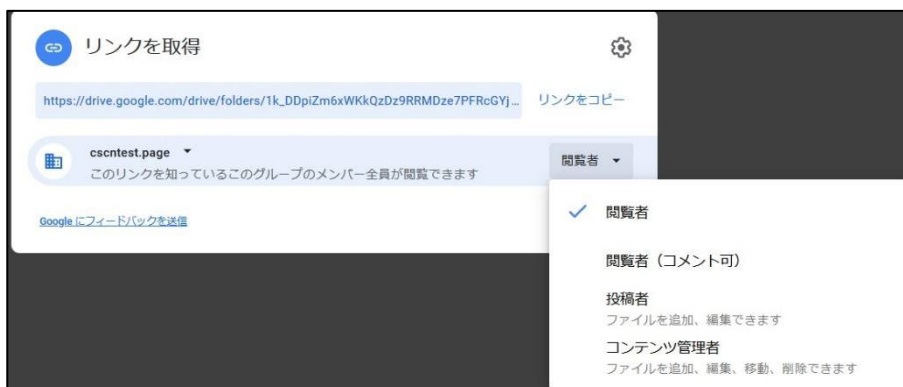 リンクを取得
https://drive.google.com/drive/folders/1k_DDpiZm6xWKkQzDz9RRMDze7PFRcGYj...
リンクをコピー
cscntest.page
このリンクを知っているこのグループのメンバー全員が閲覧できます
閲覧者
Google にフィードバックを送信
閲覧者
閲覧者（コメント可）
投稿者
ファイルを追加、編集できます
コンテンツ管理者
ファイルを追加、編集、移動、削除できます